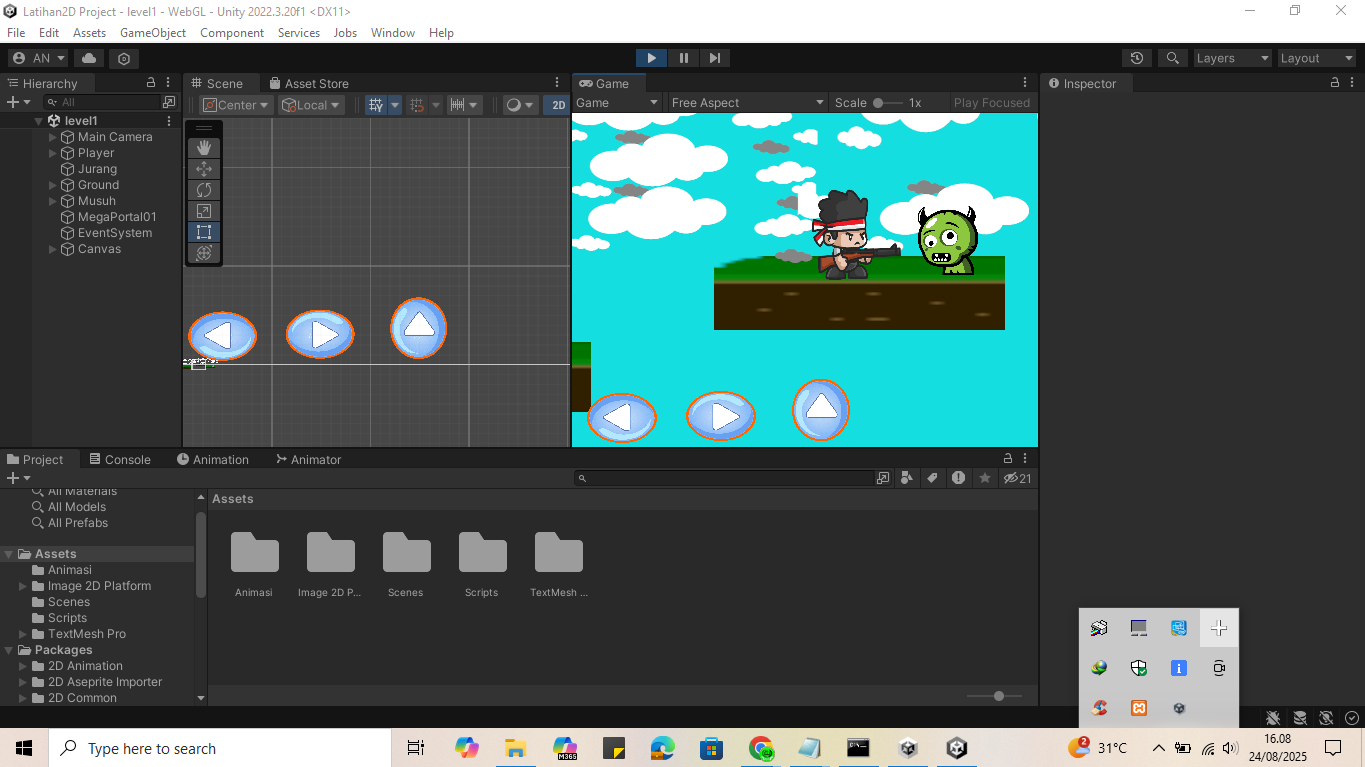 Latihan2D Project - level1 - WebGL - Unity 2022.3.20f1 <DX11>
File Edit Assets GameObject Component Services Jobs Window Help
AN Layers Layout
Hierarchy
All
level1
Main Camera
Player
Jurang
Ground
Musuh
MegaPortal01
EventSystem
Canvas
Scene Asset Store
Center Local 2D
Game
Game Free Aspect Scale 1x Play Focused
Inspector
Project Console Animation Animator
21
All Materials
All Models
All Prefabs
Assets
Animasi
Image 2D Platform
Scenes
Scripts
TextMesh Pro
Packages
2D Animation
2D Aseprite Importer
2D Common
Assets
Animasi Image 2D P... Scenes Scripts TextMesh ...
Type here to search
M365
2
31°C
16.08
24/08/2025